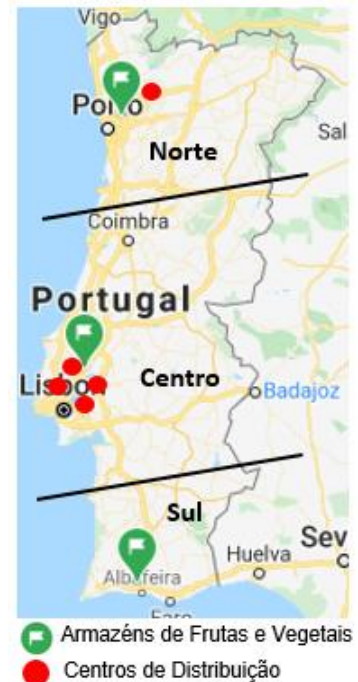 Vigo
Porto
Sal
Norte
Coimbra
Portugal
Lisbon
Centro
Badajoz
Sul
Sev
Huelva
Albufeira
Faro
Armazéns de Frutas e Vegetais
Centros de Distribuição